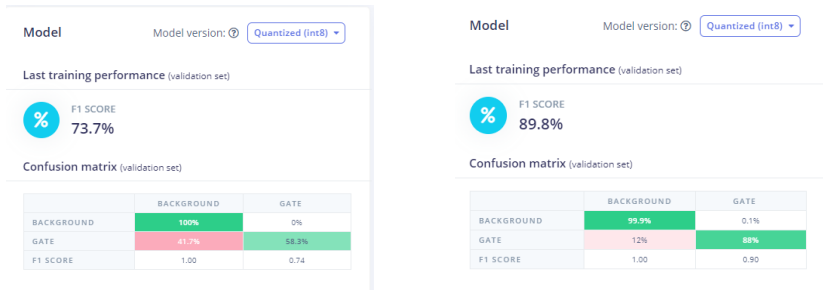 Model
Model version: Quantized (int8)
Last training performance (validation set)
% F1 SCORE
73.7%
Confusion matrix (validation set)
BACKGROUND GATE
BACKGROUND 100% 0%
GATE 41.7% 58.3%
F1 SCORE 1.00 0.74
Model
Model version: Quantized (int8)
Last training performance (validation set)
% F1 SCORE
89.8%
Confusion matrix (validation set)
BACKGROUND GATE
BACKGROUND 99.9% 0.1%
GATE 12% 88%
F1 SCORE 1.00 0.90